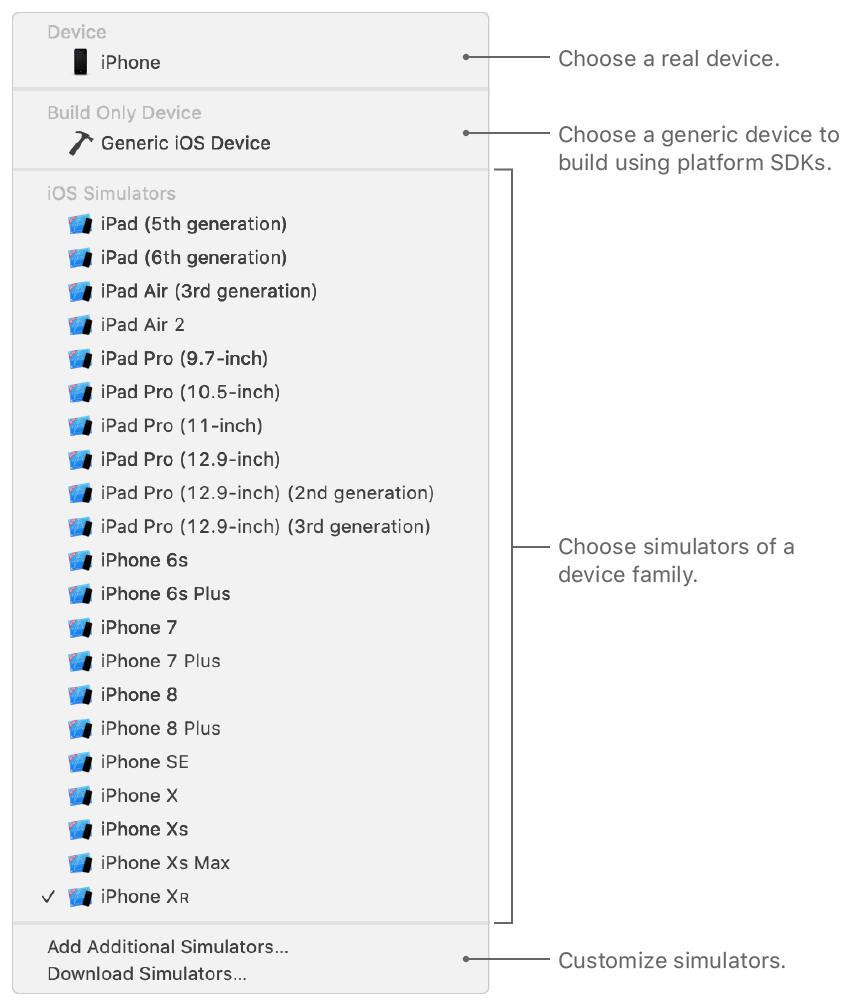 Device
iPhone
Choose a real device.
Build Only Device
Generic iOS Device
Choose a generic device to
build using platform SDKs.
iOS Simulators
iPad (5th generation)
iPad (6th generation)
iPad Air (3rd generation)
iPad Air 2
iPad Pro (9.7-inch)
iPad Pro (10.5-inch)
iPad Pro (11-inch)
iPad Pro (12.9-inch)
iPad Pro (12.9-inch) (2nd generation)
iPad Pro (12.9-inch) (3rd generation)
iPhone 6s
iPhone 6s Plus
iPhone 7
iPhone 7 Plus
iPhone 8
iPhone 8 Plus
iPhone SE
iPhone X
iPhone Xs
iPhone Xs Max
iPhone XR
Choose simulators of a
device family.
Add Additional Simulators...
Download Simulators...
Customize simulators.